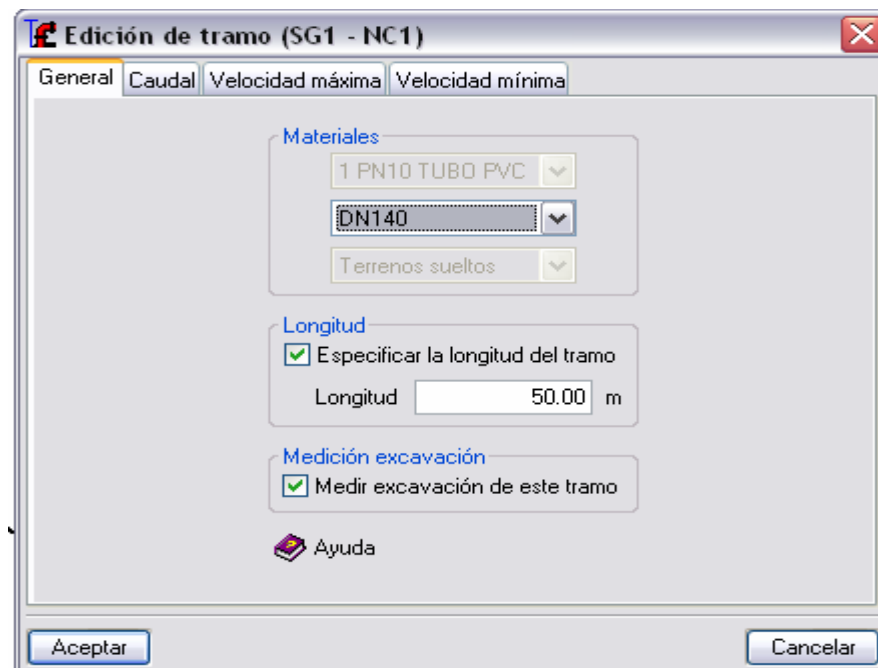 Edición de tramo (SG1 - NC1)
General Caudal Velocidad máxima Velocidad mínima
Materiales
1 PN10 TUBO PVC
DN140
Terrenos sueltos
Longitud
Especificar la longitud del tramo
Longitud 50.00 m
Medición excavación
Medir excavación de este tramo
Ayuda
Aceptar Cancelar